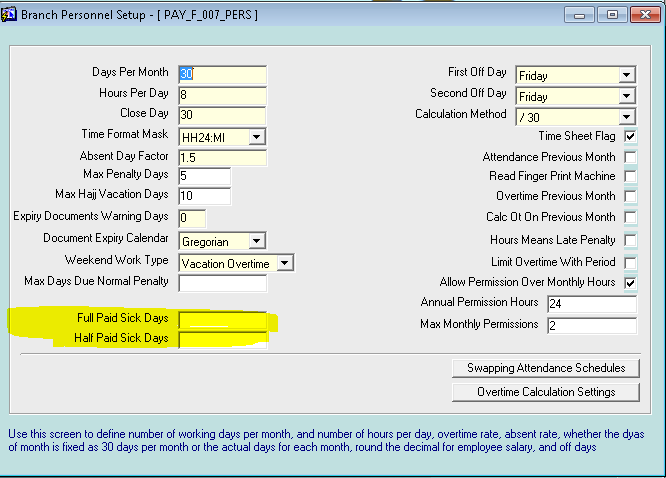 Branch Personnel Setup - [ PAY_F_007_PERS ]
Days Per Month 30
Hours Per Day 8
Close Day 30
Time Format Mask HH24:MI
Absent Day Factor 1.5
Max Penalty Days 5
Max Hajj Vacation Days 10
Expiry Documents Warning Days 0
Document Expiry Calendar Gregorian
Weekend Work Type Vacation Overtime
Max Days Due Normal Penalty
Full Paid Sick Days
Half Paid Sick Days
First Off Day Friday
Second Off Day Friday
Calculation Method / 30
Time Sheet Flag
Attendance Previous Month
Read Finger Print Machine
Overtime Previous Month
Calc Ot On Previous Month
Hours Means Late Penalty
Limit Overtime With Period
Allow Permission Over Monthly Hours
Annual Permission Hours 24
Max Monthly Permissions 2
Swapping Attendance Schedules
Overtime Calculation Settings
Use this screen to define number of working days per month, and number of hours per day, overtime rate, absent rate, whether the dyas
of month is fixed as 30 days per month or the actual days for each month, round the decimal for employee salary, and off days